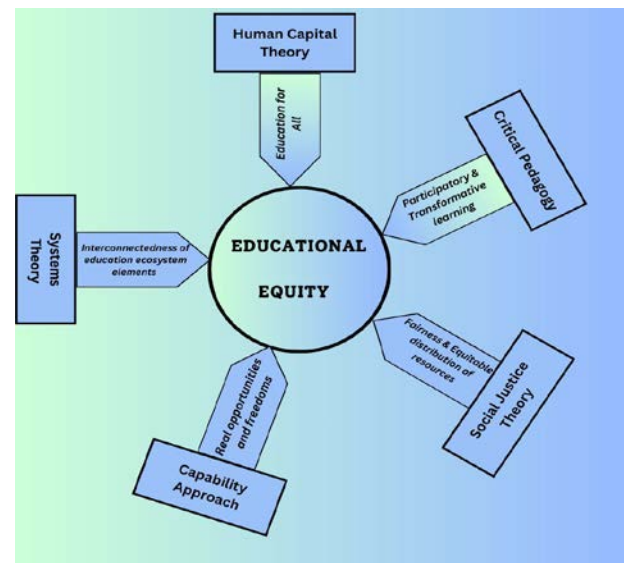 Human Capital
Theory
Education for
All
Critical Pedagogy
Participatory &
Transformative
learning
Systems
Theory
Interconnectedness of
education ecosystem
elements
EDUCATIONAL
EQUITY
Fairness & Equitable
distribution of
resources
Social Justice
Theory
Real opportunities
and freedoms
Capability
Approach